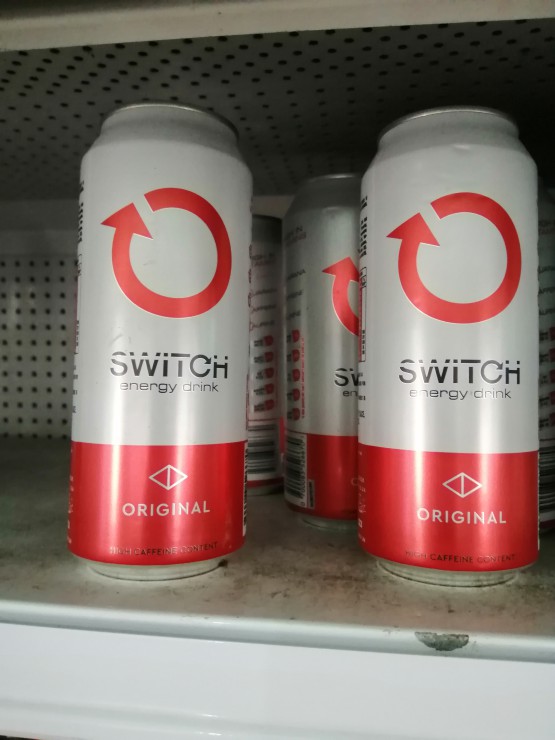 SWITCH
energy drink
ORIGINAL
HIGH CAFFEINE CONTENT
SWITCH
energy drink
ORIGINAL
HIGH CAFFEINE CONTENT